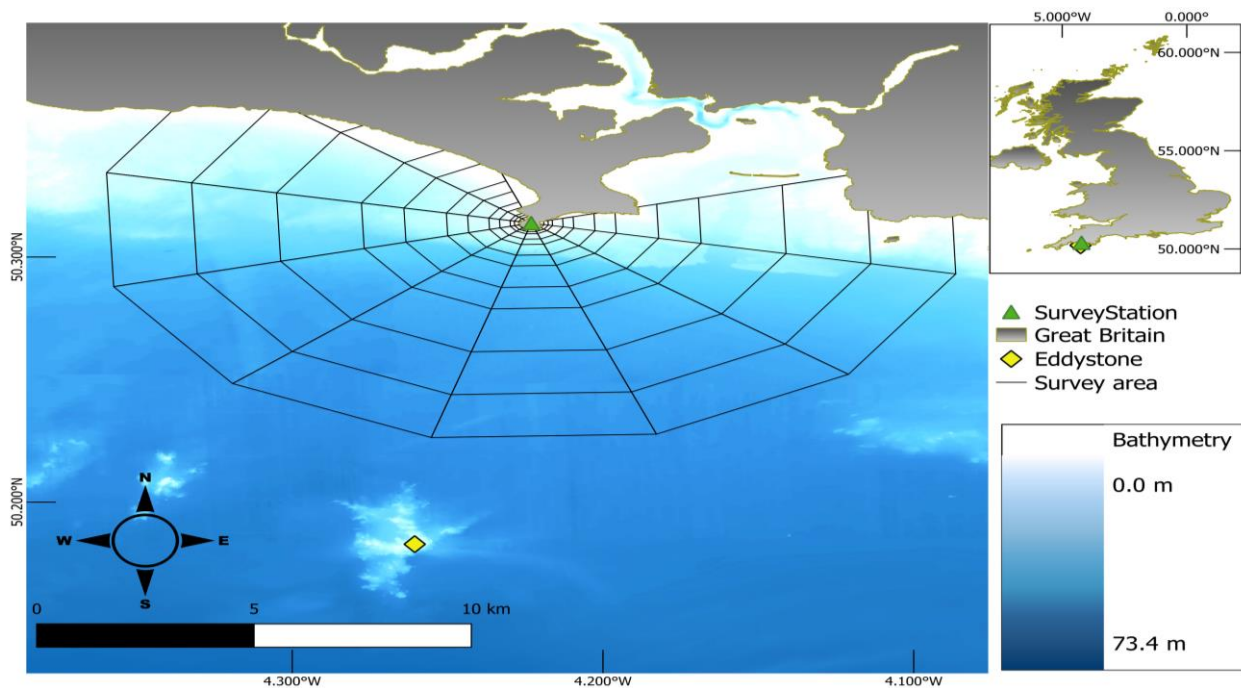 5.000°W 0.000°
60.000°N
55.000°N
50.000°N
50.300°N
50.200°N
N
W E
S
0 5 10 km
4.300°W 4.200°W 4.100°W
SurveyStation
Great Britain
Eddystone
Survey area
Bathymetry
0.0 m
73.4 m